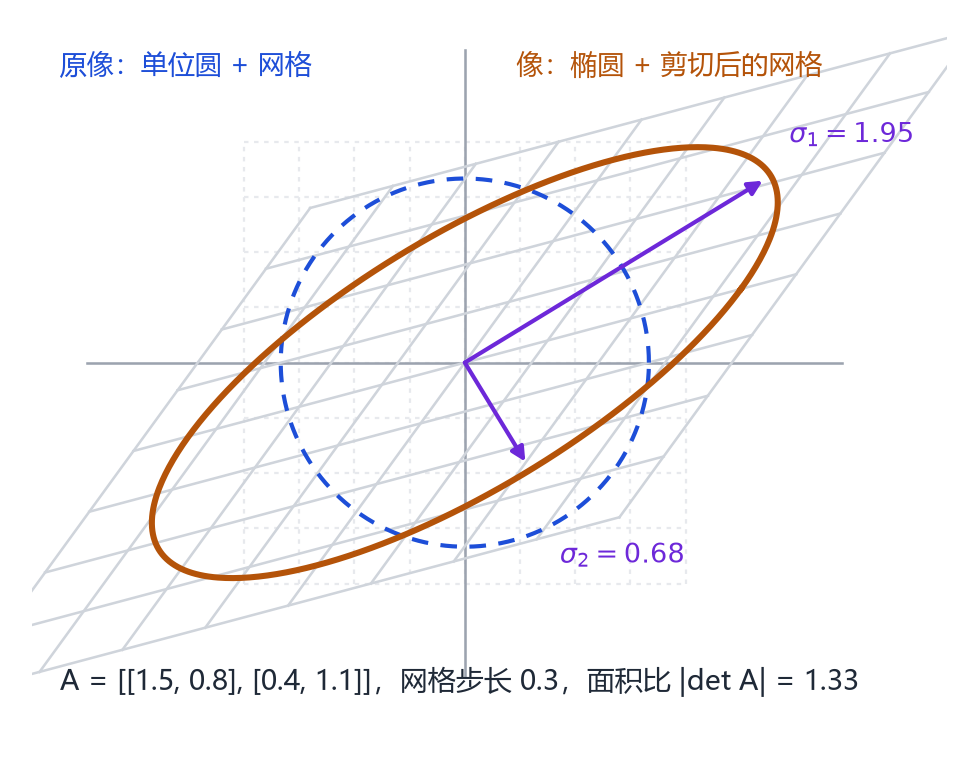 原像：单位圆 + 网格
像：椭圆 + 剪切后的网格
σ₁ = 1.95
σ₂ = 0.68
A = [[1.5, 0.8], [0.4, 1.1]]，网格步长 0.3，面积比 |det A| = 1.33